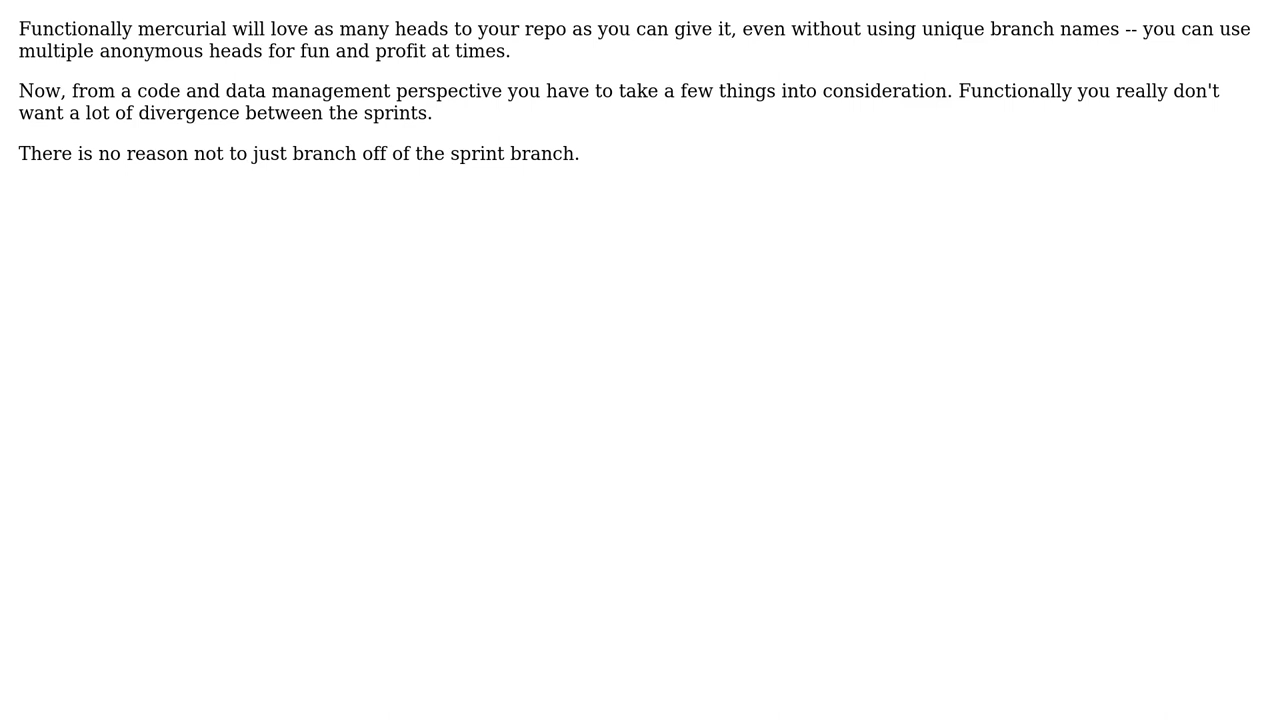 Functionally mercurial will love as many heads to your repo as you can give it, even without using unique branch names -- you can use
multiple anonymous heads for fun and profit at times.
Now, from a code and data management perspective you have to take a few things into consideration. Functionally you really don't
want a lot of divergence between the sprints.
There is no reason not to just branch off of the sprint branch.